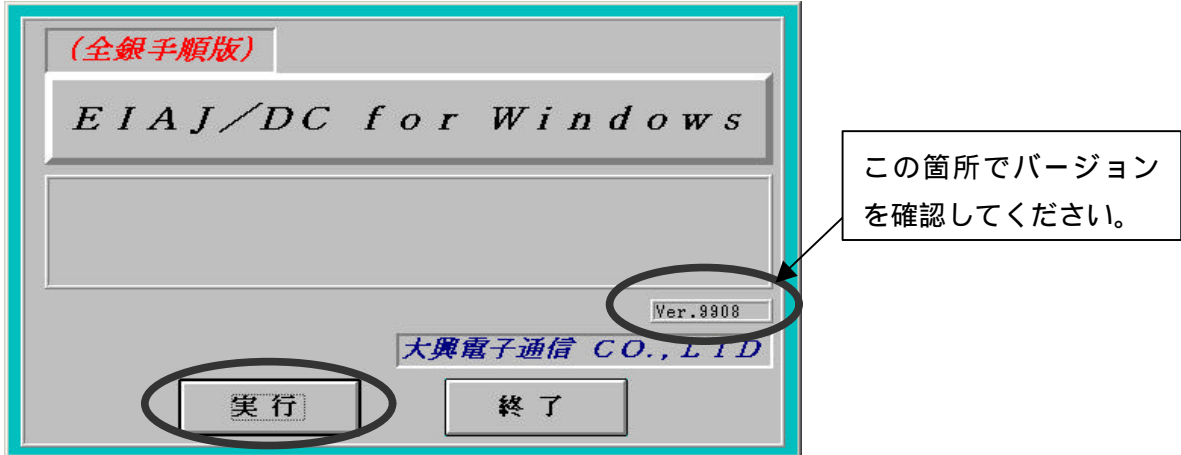 (全銀手順版)
EIAJ/DC for Windows
この箇所でバージョン
を確認してください。
Ver.9908
大興電子通信 CO.,LTD
実行
終了